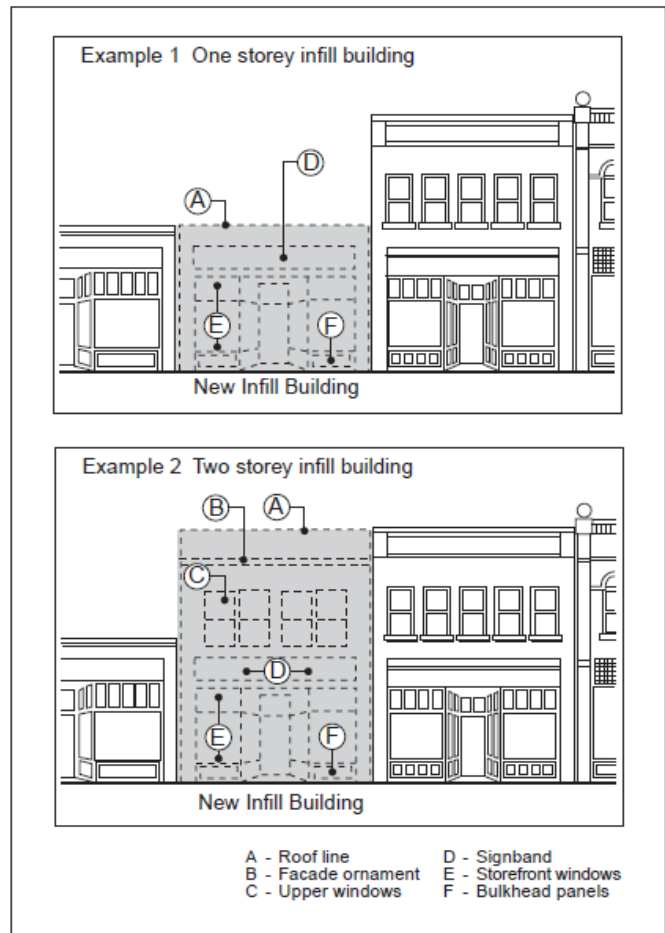 Example 1 One storey infill building
D
A
E
F
New Infill Building
Example 2 Two storey infill building
B
A
C
D
E
F
New Infill Building
A - Roof line
B - Facade ornament
C - Upper windows
D - Signband
E - Storefront windows
F - Bulkhead panels